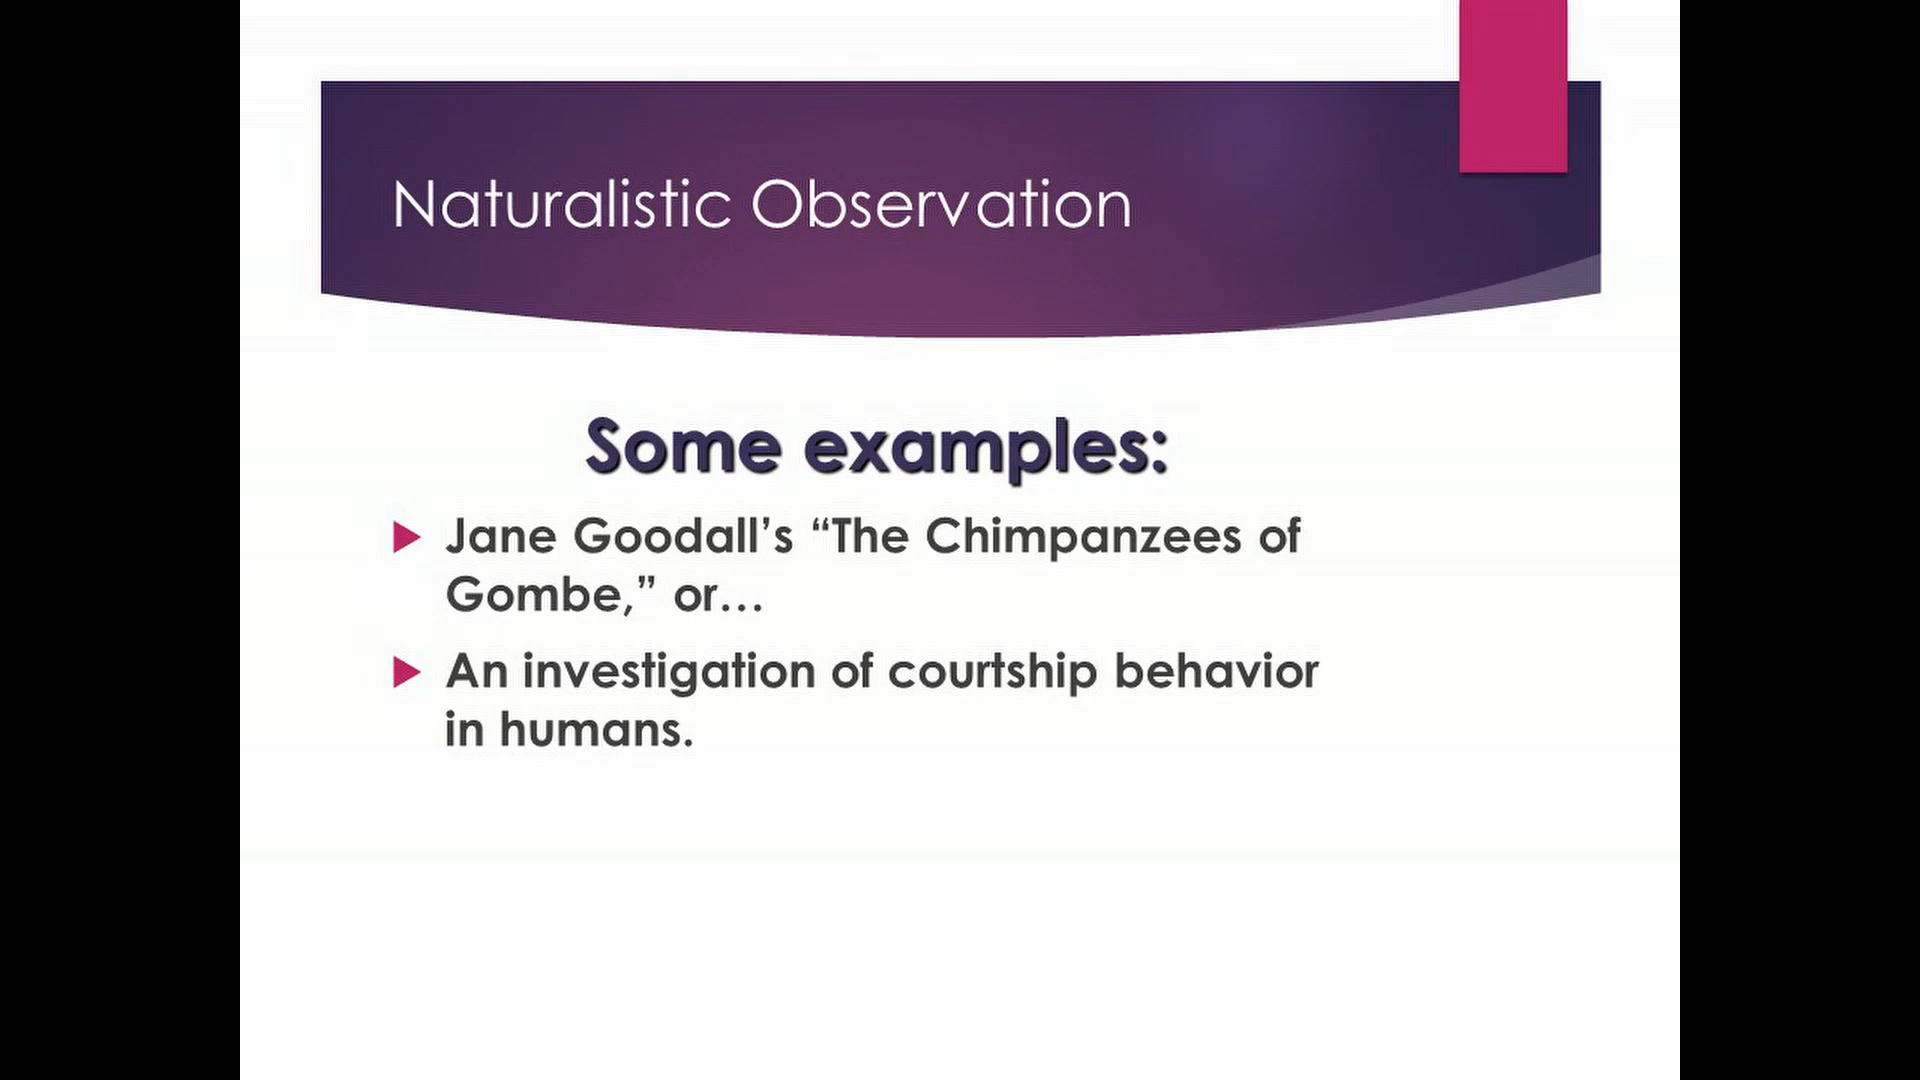 Naturalistic Observation
Some examples:
Jane Goodall’s “The Chimpanzees of
Gombe,” or…
An investigation of courtship behavior
in humans.